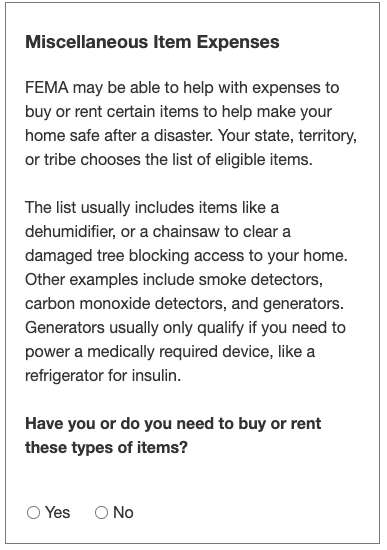 Miscellaneous Item Expenses
FEMA may be able to help with expenses to
buy or rent certain items to help make your
home safe after a disaster. Your state, territory,
or tribe chooses the list of eligible items.
The list usually includes items like a
dehumidifier, or a chainsaw to clear a
damaged tree blocking access to your home.
Other examples include smoke detectors,
carbon monoxide detectors, and generators.
Generators usually only qualify if you need to
power a medically required device, like a
refrigerator for insulin.
Have you or do you need to buy or rent
these types of items?
Yes No